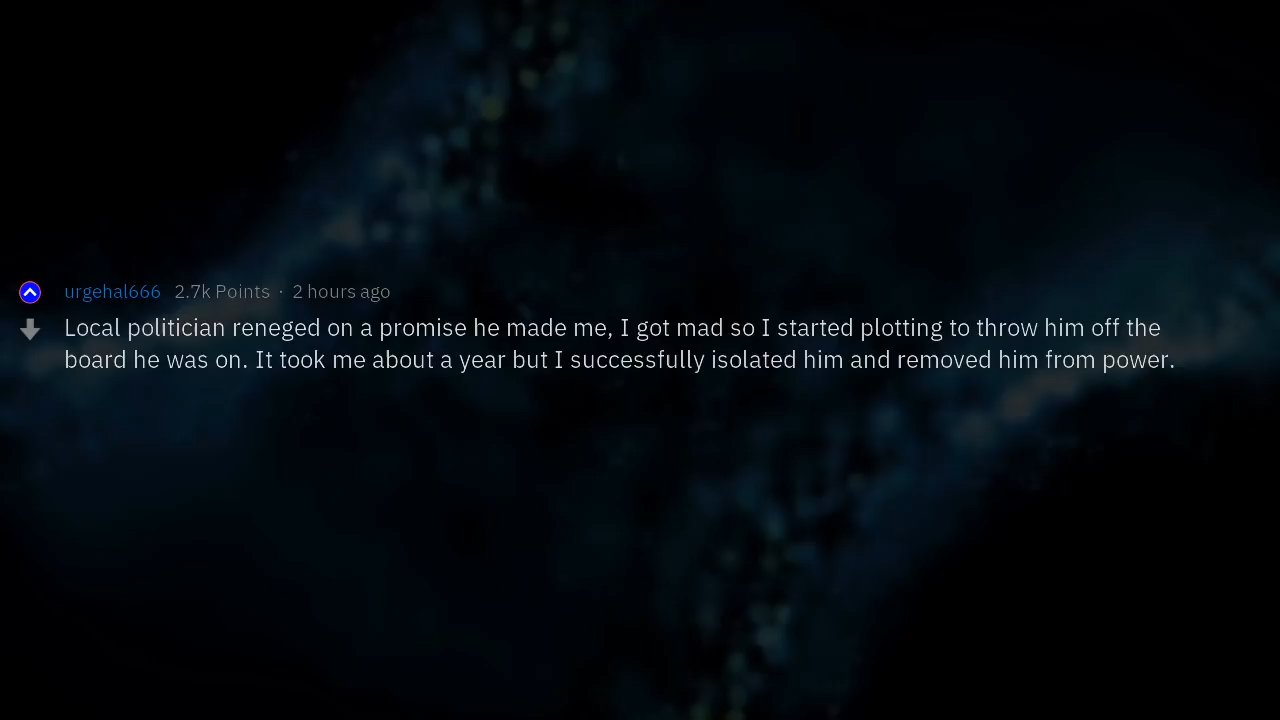 urgehal666 2.7k Points · 2 hours ago
Local politician reneged on a promise he made me, I got mad so I started plotting to throw him off the
board he was on. It took me about a year but I successfully isolated him and removed him from power.